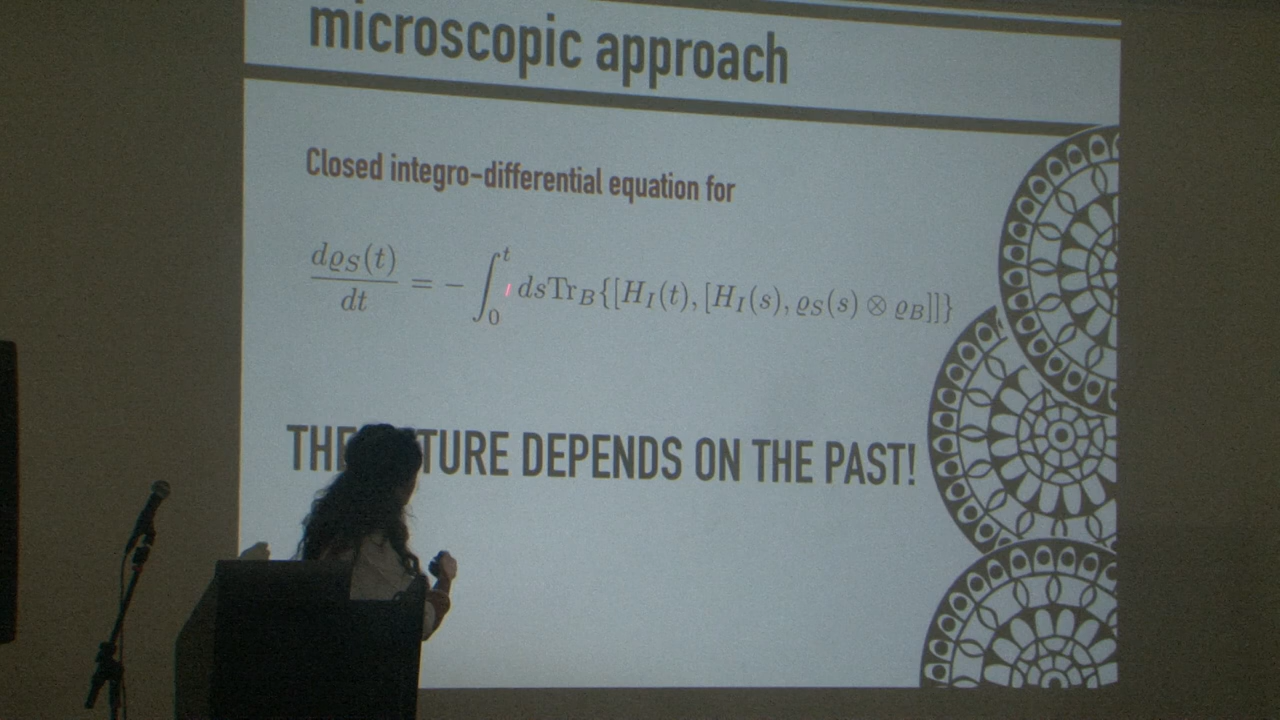 microscopic approach
Closed integro-differential equation for
dϱ_S(t)/dt = − ∫_0^t ds Tr_B{[H_I(t), [H_I(s), ϱ_S(s) ⊗ ϱ_B]]}
THE DEPENDS ON THE PAST!